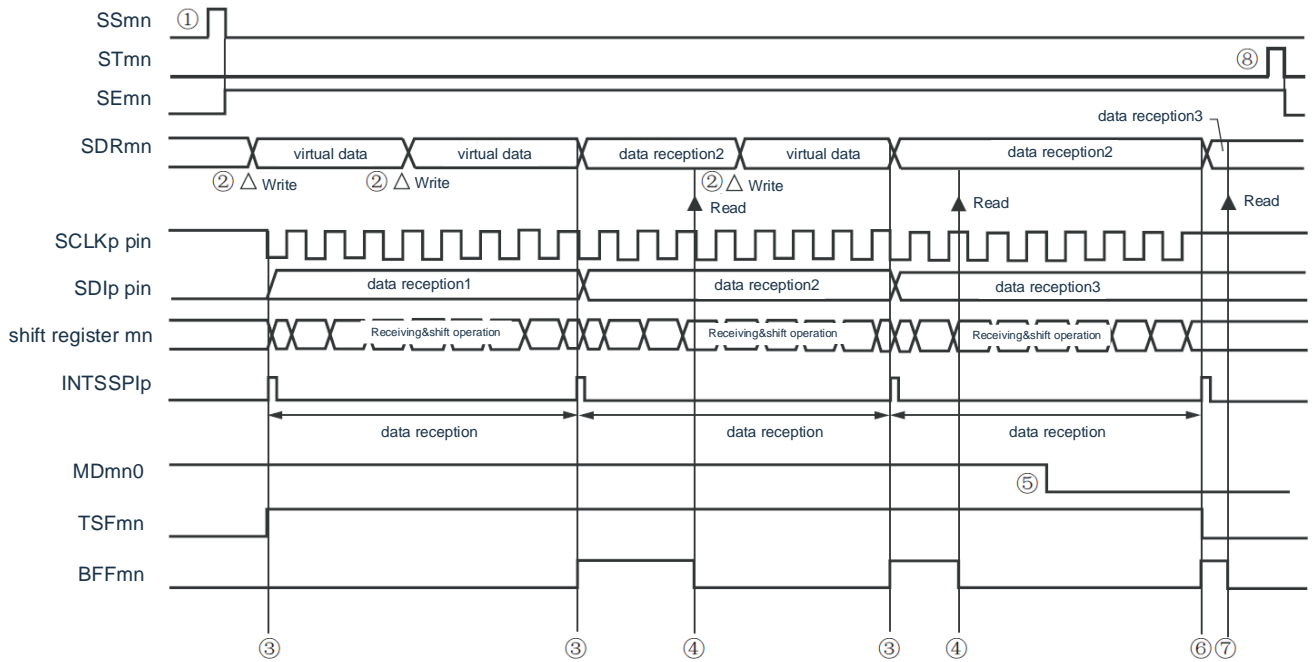 SSmn ①
STmn ⑧
SEmn
data reception3
SDRmn virtual data virtual data data reception2 virtual data data reception2
② △ Write ② △ Write ② △ Write
▲ Read ▲ Read ▲ Read
SCLKp pin
SDIp pin data reception1 data reception2 data reception3
shift register mn Receiving&shift operation Receiving&shift operation Receiving&shift operation
INTSSPIp
data reception data reception data reception
MDmn0 ⑤
TSFmn
BFFmn
③ ③ ④ ③ ④ ⑥ ⑦